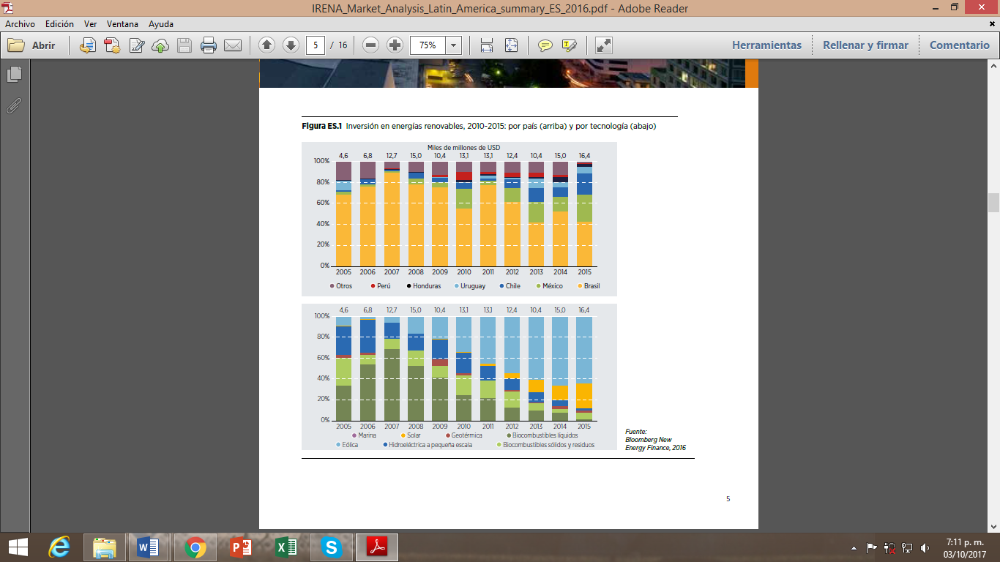 IRENA_Market_Analysis_Latin_America_summary_ES_2016.pdf - Adobe Reader
Archivo Edición Ver Ventana Ayuda
Abrir 5 / 16 75% Herramientas Rellenar y firmar Comentario
Figura ES.1 Inversión en energías renovables, 2010-2015: por país (arriba) y por tecnología (abajo)
Miles de millones de USD
4,6 6,8 12,7 15,0 10,4 13,1 13,1 12,4 10,4 15,0 16,4
100%
80%
60%
40%
20%
0%
2005 2006 2007 2008 2009 2010 2011 2012 2013 2014 2015
Otros Perú Honduras Uruguay Chile México Brasil
4,6 6,8 12,7 15,0 10,4 13,1 13,1 12,4 10,4 15,0 16,4
100%
80%
60%
40%
20%
0%
2005 2006 2007 2008 2009 2010 2011 2012 2013 2014 2015
Marina Solar Geotérmica Biocombustibles líquidos
Eólica Hidroeléctrica a pequeña escala Biocombustibles sólidos y residuos
Fuente:
Bloomberg New
Energy Finance, 2016
5
7:11 p. m.
03/10/2017